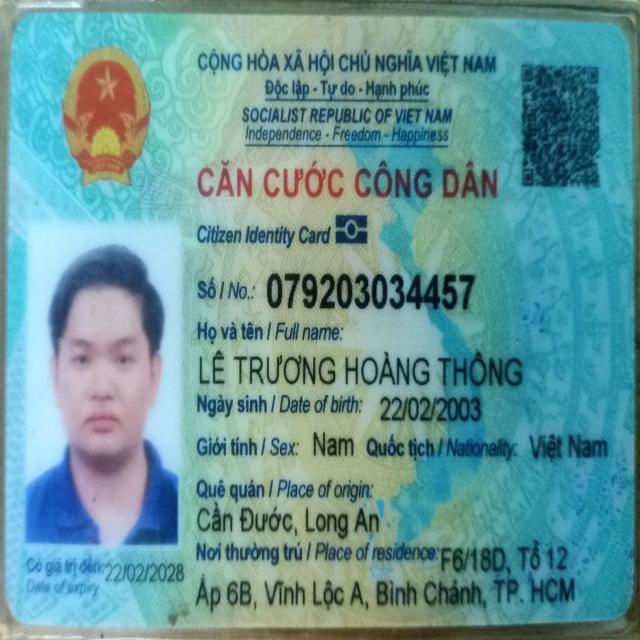 CỘNG HÒA XÃ HỘI CHỦ NGHĨA VIỆT NAM
Độc lập - Tự do - Hạnh phúc
SOCIALIST REPUBLIC OF VIET NAM
Independence - Freedom - Happiness
CĂN CƯỚC CÔNG DÂN
Citizen Identity Card
Số / No.: 079203034457
Họ và tên / Full name:
LÊ TRƯƠNG HOÀNG THÔNG
Ngày sinh / Date of birth: 22/02/2003
Giới tính / Sex: Nam Quốc tịch / Nationality: Việt Nam
Quê quán / Place of origin:
Cần Đước, Long An
Nơi thường trú / Place of residence: F6/18D, Tổ 12
Ấp 6B, Vĩnh Lộc A, Bình Chánh, TP. HCM
Có giá trị đến: 22/02/2028
Date of expiry